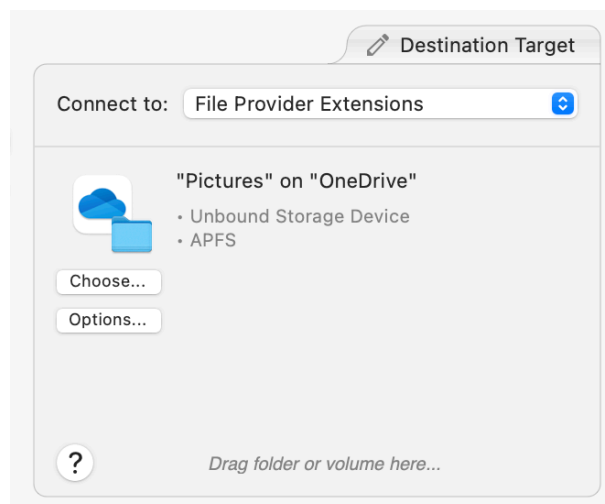 Destination Target
Connect to: File Provider Extensions
"Pictures" on "OneDrive"
• Unbound Storage Device
• APFS
Choose...
Options...
? Drag folder or volume here...